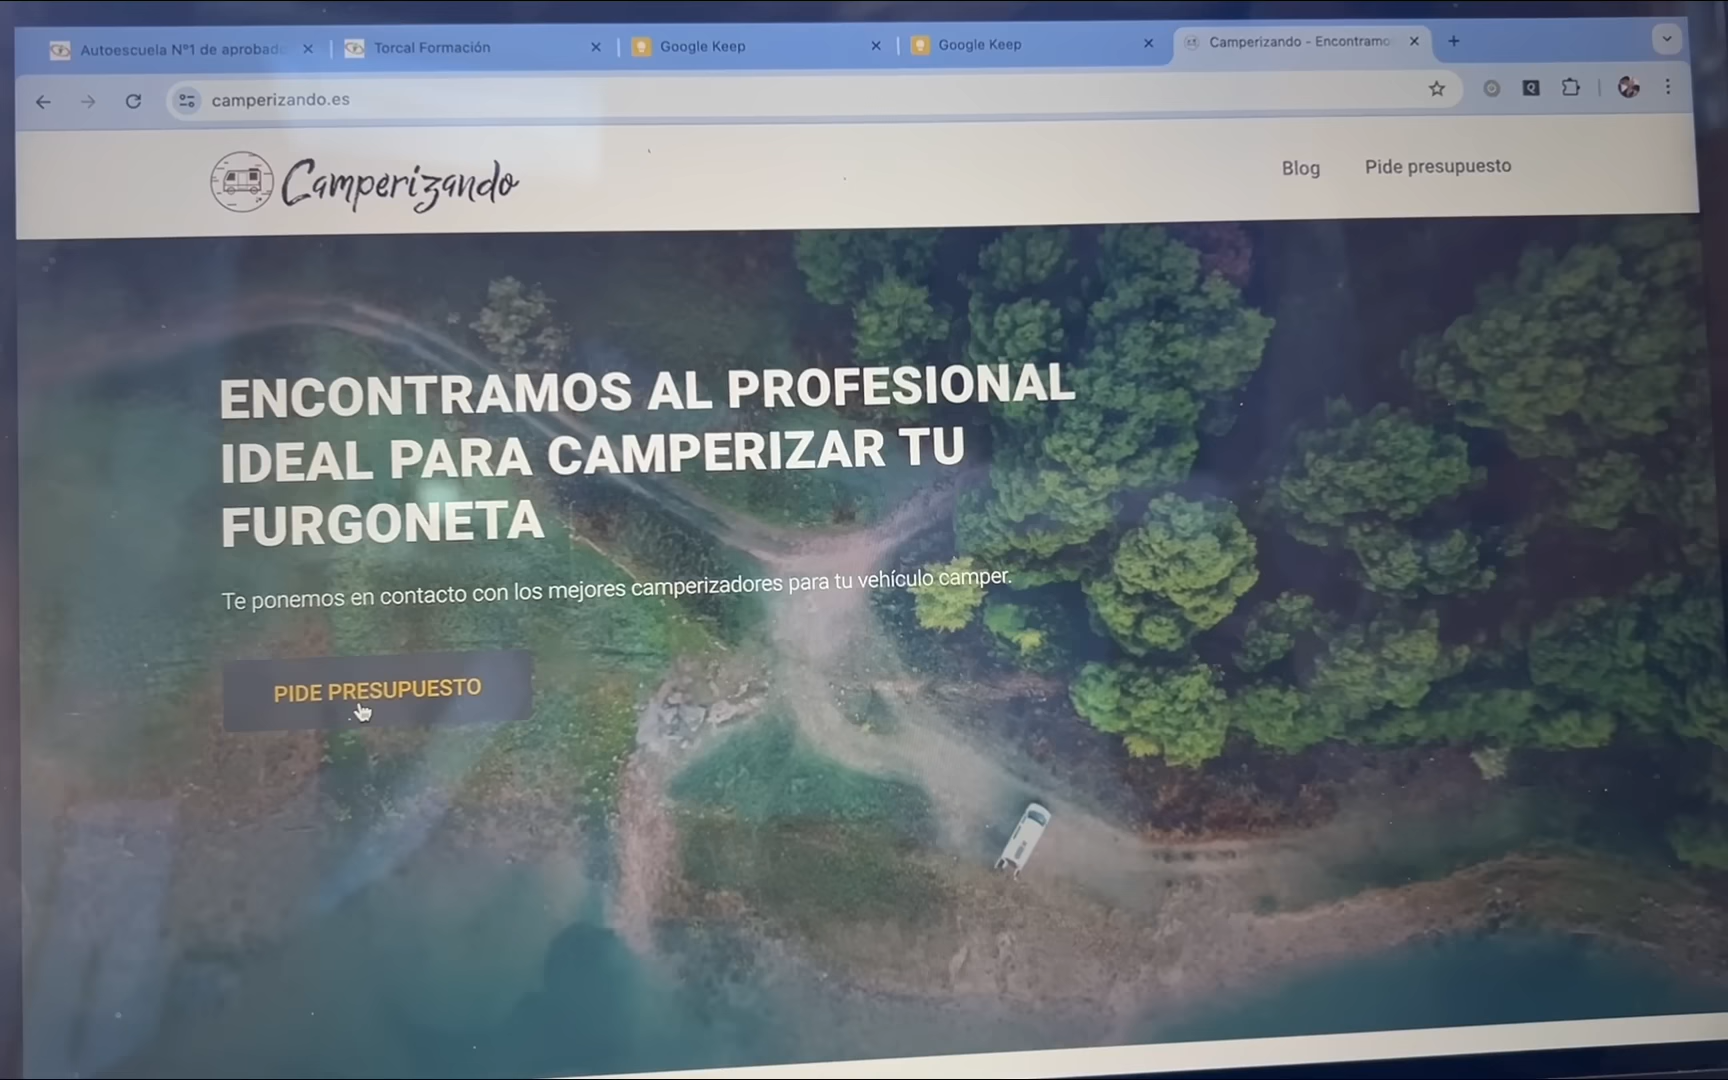 Autoescuela Nº1 de aprobado
Torcal Formación
Google Keep
Google Keep
Camperizando - Encontramo
camperizando.es
Camperizando
Blog
Pide presupuesto
ENCONTRAMOS AL PROFESIONAL
IDEAL PARA CAMPERIZAR TU
FURGONETA
Te ponemos en contacto con los mejores camperizadores para tu vehículo camper.
PIDE PRESUPUESTO